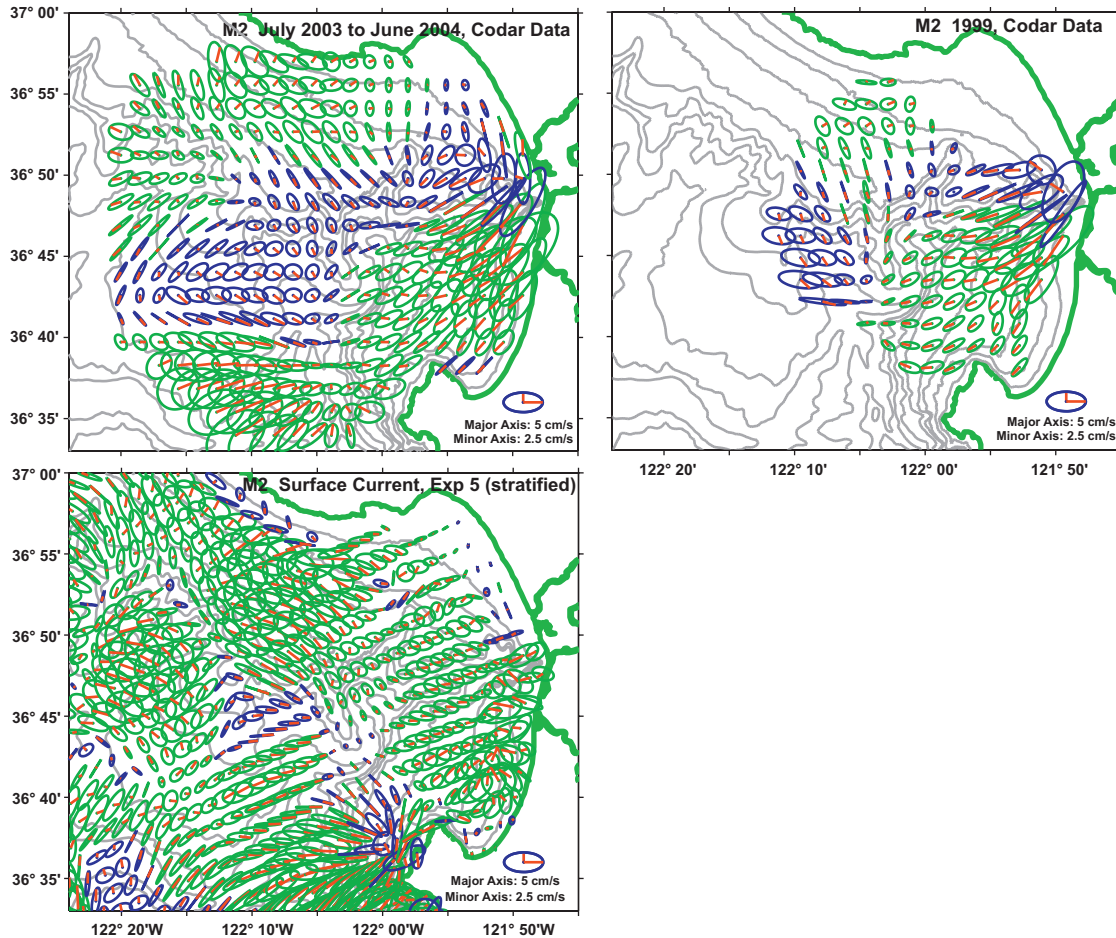 M2 July 2003 to June 2004, Codar Data
37° 00'
36° 55'
36° 50'
36° 45'
36° 40'
36° 35'
Major Axis: 5 cm/s
Minor Axis: 2.5 cm/s
M2 1999, Codar Data
Major Axis: 5 cm/s
Minor Axis: 2.5 cm/s
122° 20'W
122° 10'W
122° 00'W
121° 50'W
M2 Surface Current, Exp 5 (stratified)
37° 00'
36° 55'
36° 50'
36° 45'
36° 40'
36° 35'
Major Axis: 5 cm/s
Minor Axis: 2.5 cm/s
122° 20'W
122° 10'W
122° 00'W
121° 50'W